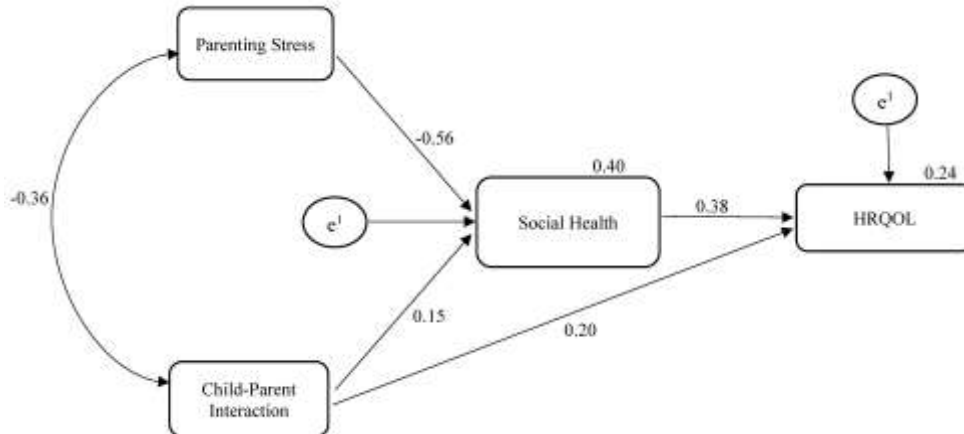 Parenting Stress
e¹
-0.56
0.40
0.24
-0.36
e¹
Social Health
0.38
HRQOL
0.15
0.20
Child-Parent
Interaction